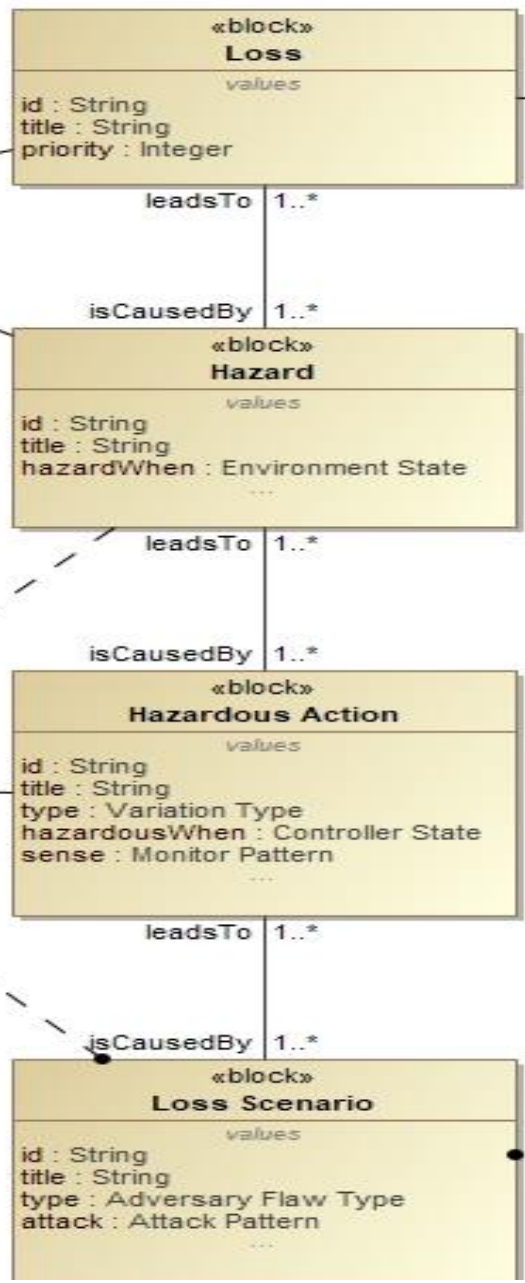 «block»
Loss
values
id : String
title : String
priority : Integer
leadsTo 1..*
isCausedBy 1..*
«block»
Hazard
values
id : String
title : String
hazardWhen : Environment State
...
leadsTo 1..*
isCausedBy 1..*
«block»
Hazardous Action
values
id : String
title : String
type : Variation Type
hazardousWhen : Controller State
sense : Monitor Pattern
...
leadsTo 1..*
isCausedBy 1..*
«block»
Loss Scenario
values
id : String
title : String
type : Adversary Flaw Type
attack : Attack Pattern
...